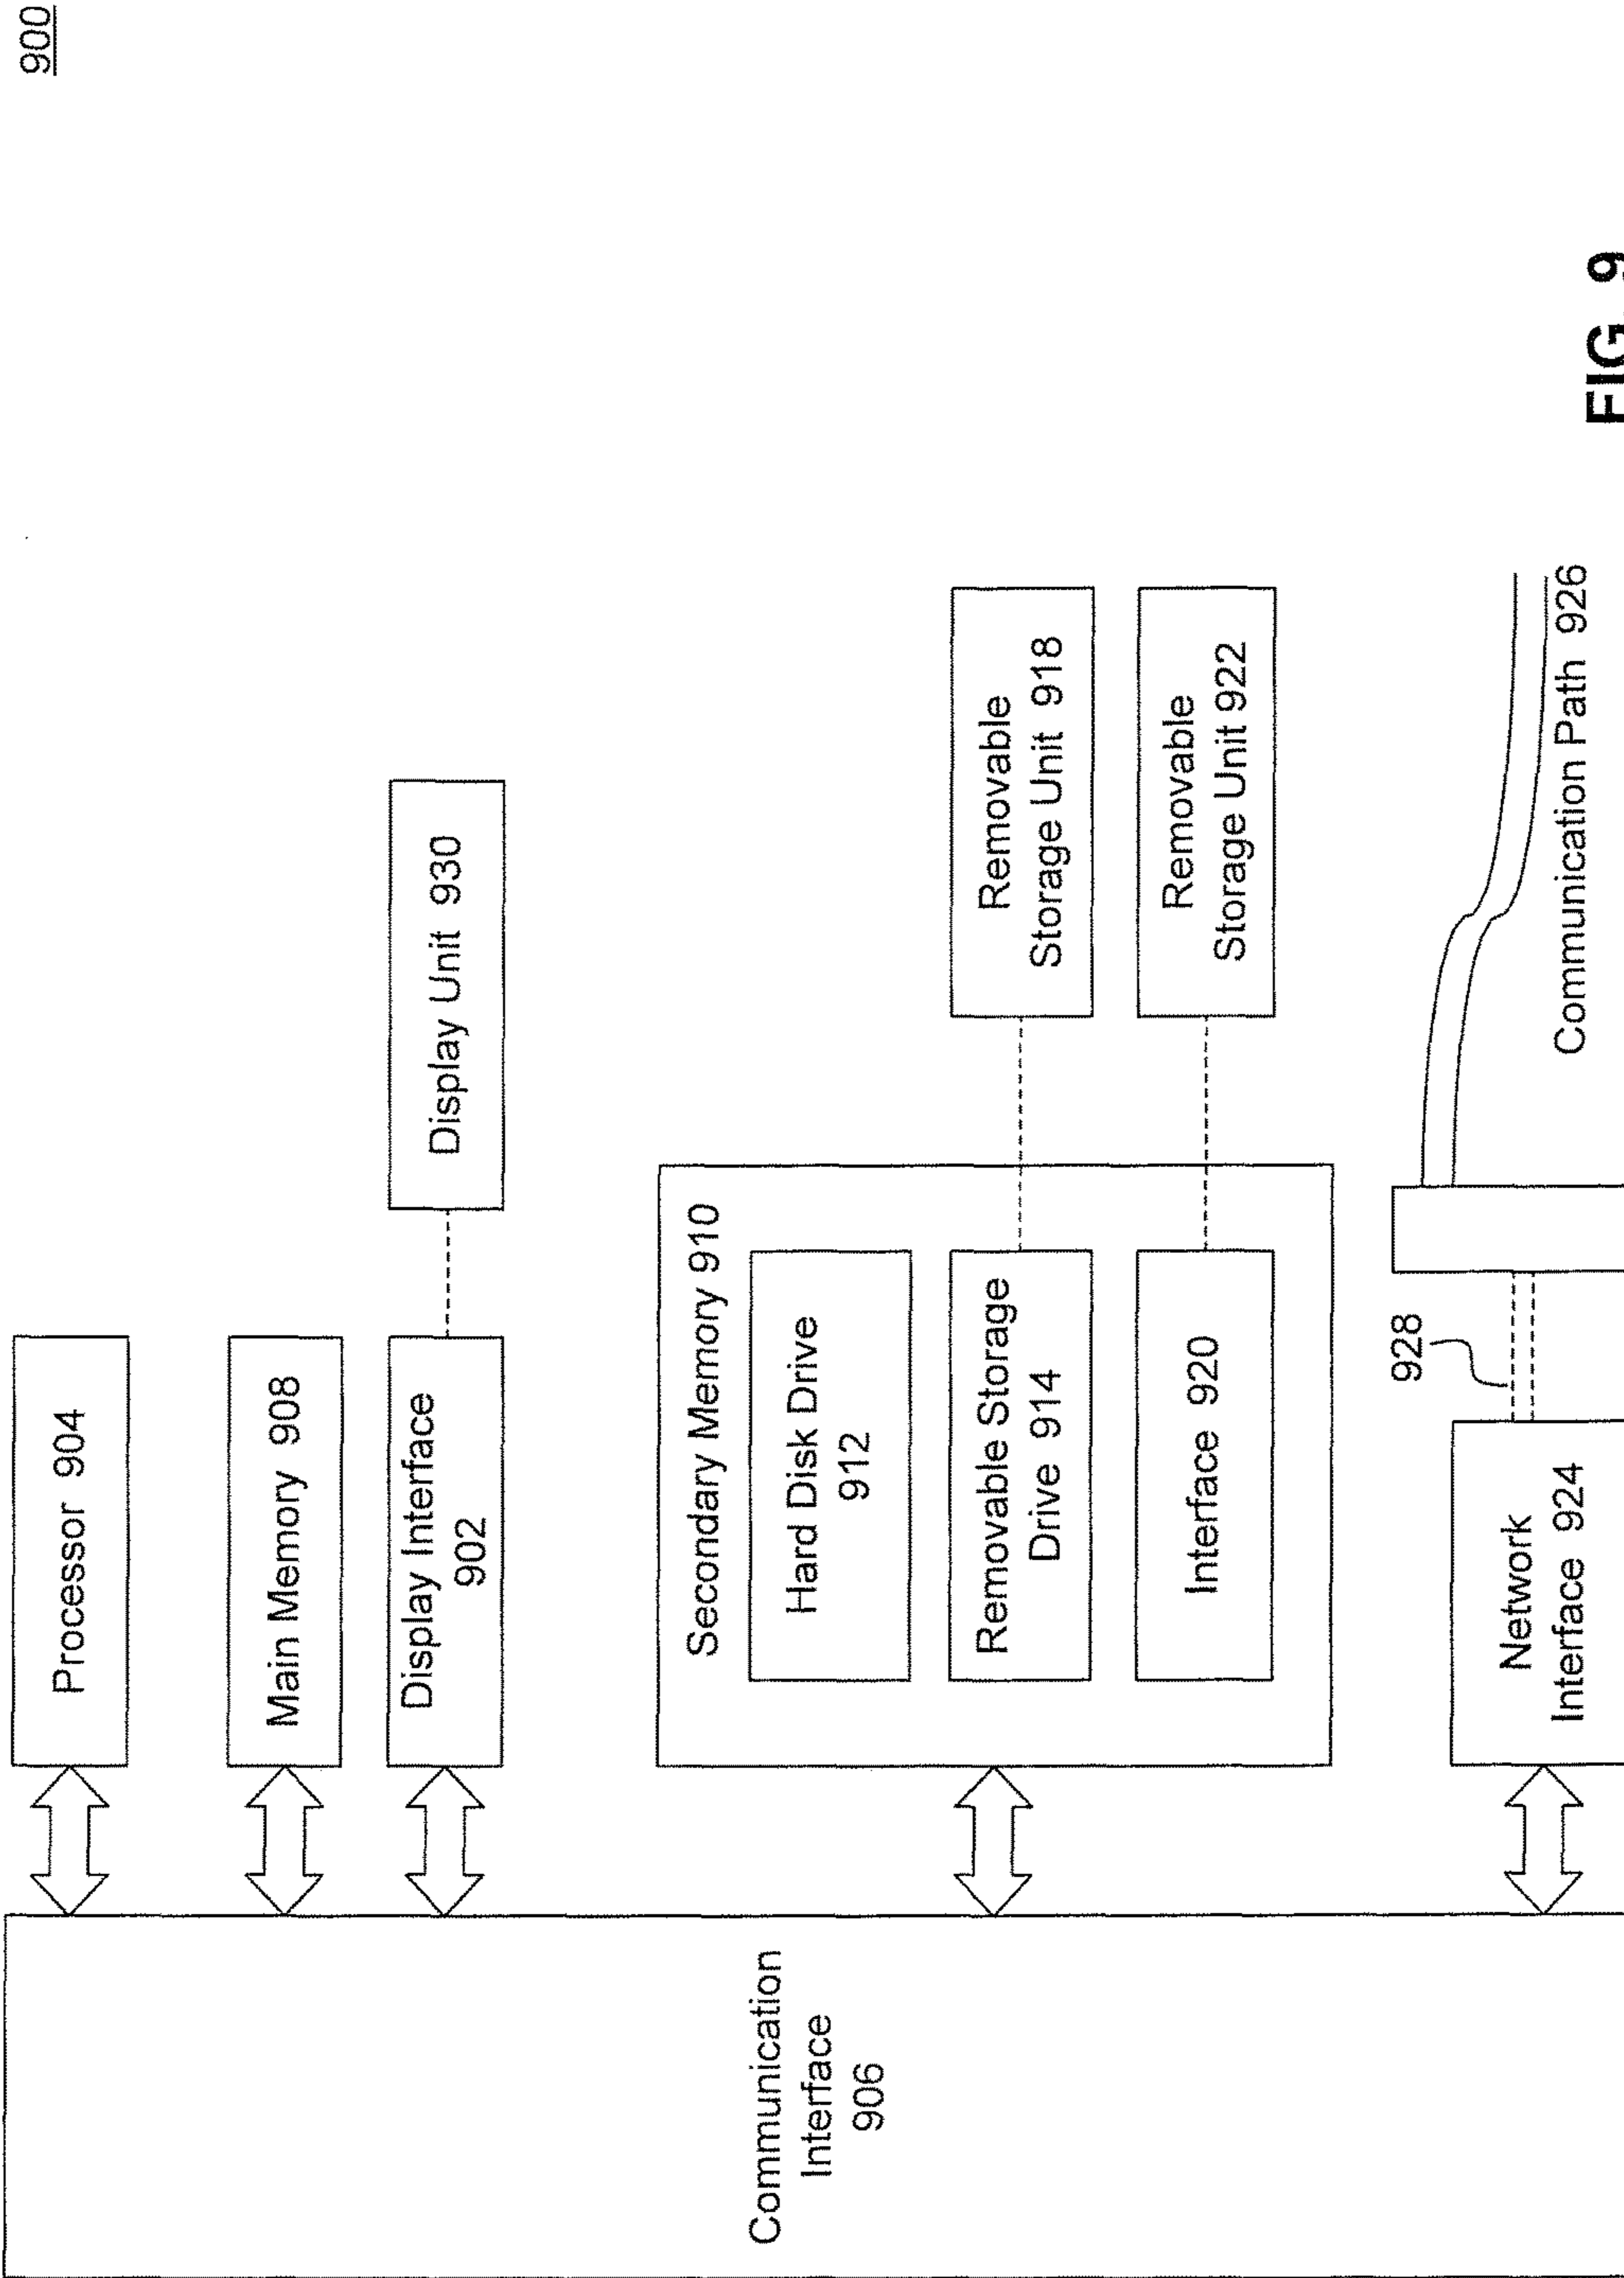 900
Processor 904
Main Memory 908
Display Interface
902
Display Unit 930
Secondary Memory 910
Hard Disk Drive
912
Removable Storage
Drive 914
Removable
Storage Unit 918
Interface 920
Removable
Storage Unit 922
Communication
Interface
906
Network
Interface 924
928
Communication Path 926
FIG. 9